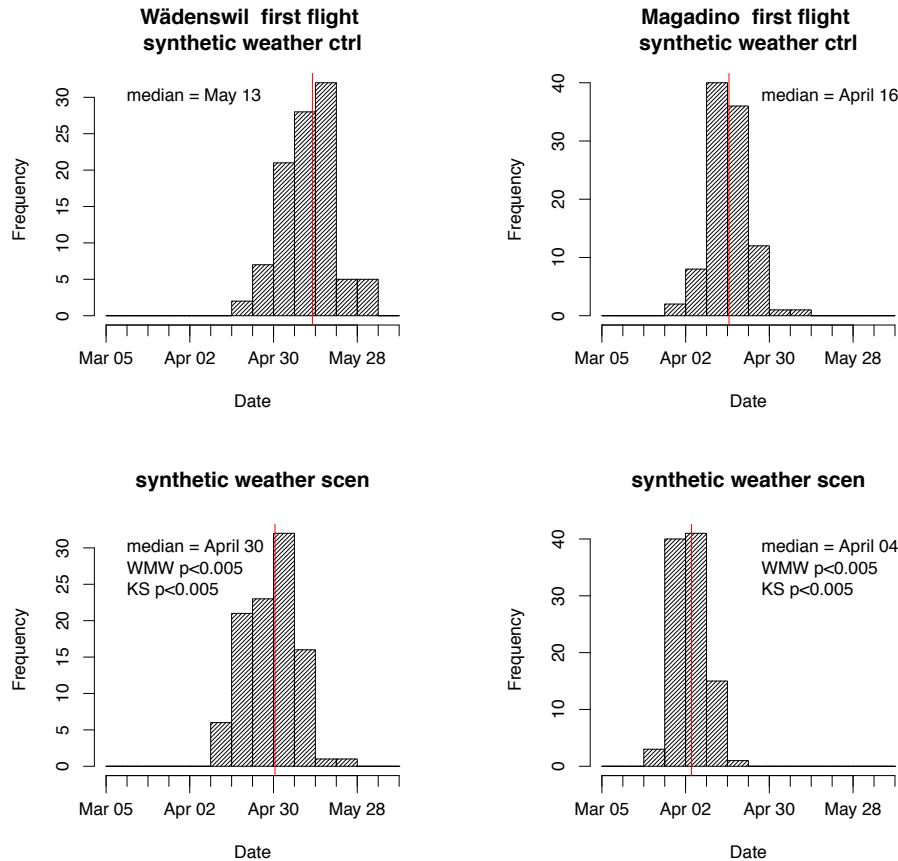 Wädenswil first flight
synthetic weather ctrl
median = May 13
Frequency
0
5
10
15
20
25
30
Mar 05
Apr 02
Apr 30
May 28
Date
Magadino first flight
synthetic weather ctrl
median = April 16
Frequency
0
10
20
30
40
Mar 05
Apr 02
Apr 30
May 28
Date
synthetic weather scen
median = April 30
WMW p<0.005
KS p<0.005
Frequency
0
5
10
15
20
25
30
Mar 05
Apr 02
Apr 30
May 28
Date
synthetic weather scen
median = April 04
WMW p<0.005
KS p<0.005
Frequency
0
10
20
30
40
Mar 05
Apr 02
Apr 30
May 28
Date